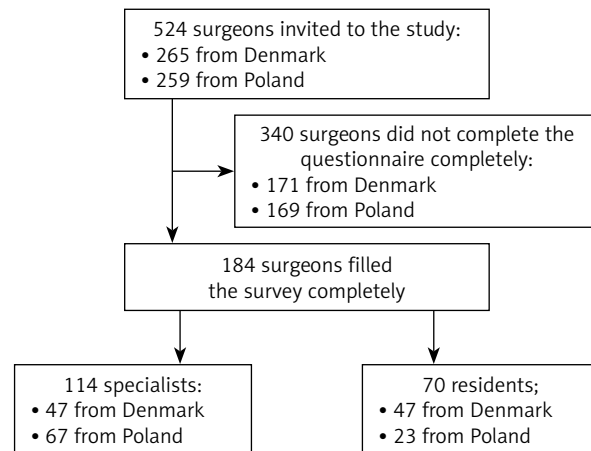 524 surgeons invited to the study:
• 265 from Denmark
• 259 from Poland
340 surgeons did not complete the
questionnaire completely:
• 171 from Denmark
• 169 from Poland
184 surgeons filled
the survey completely
114 specialists:
• 47 from Denmark
• 67 from Poland
70 residents;
• 47 from Denmark
• 23 from Poland